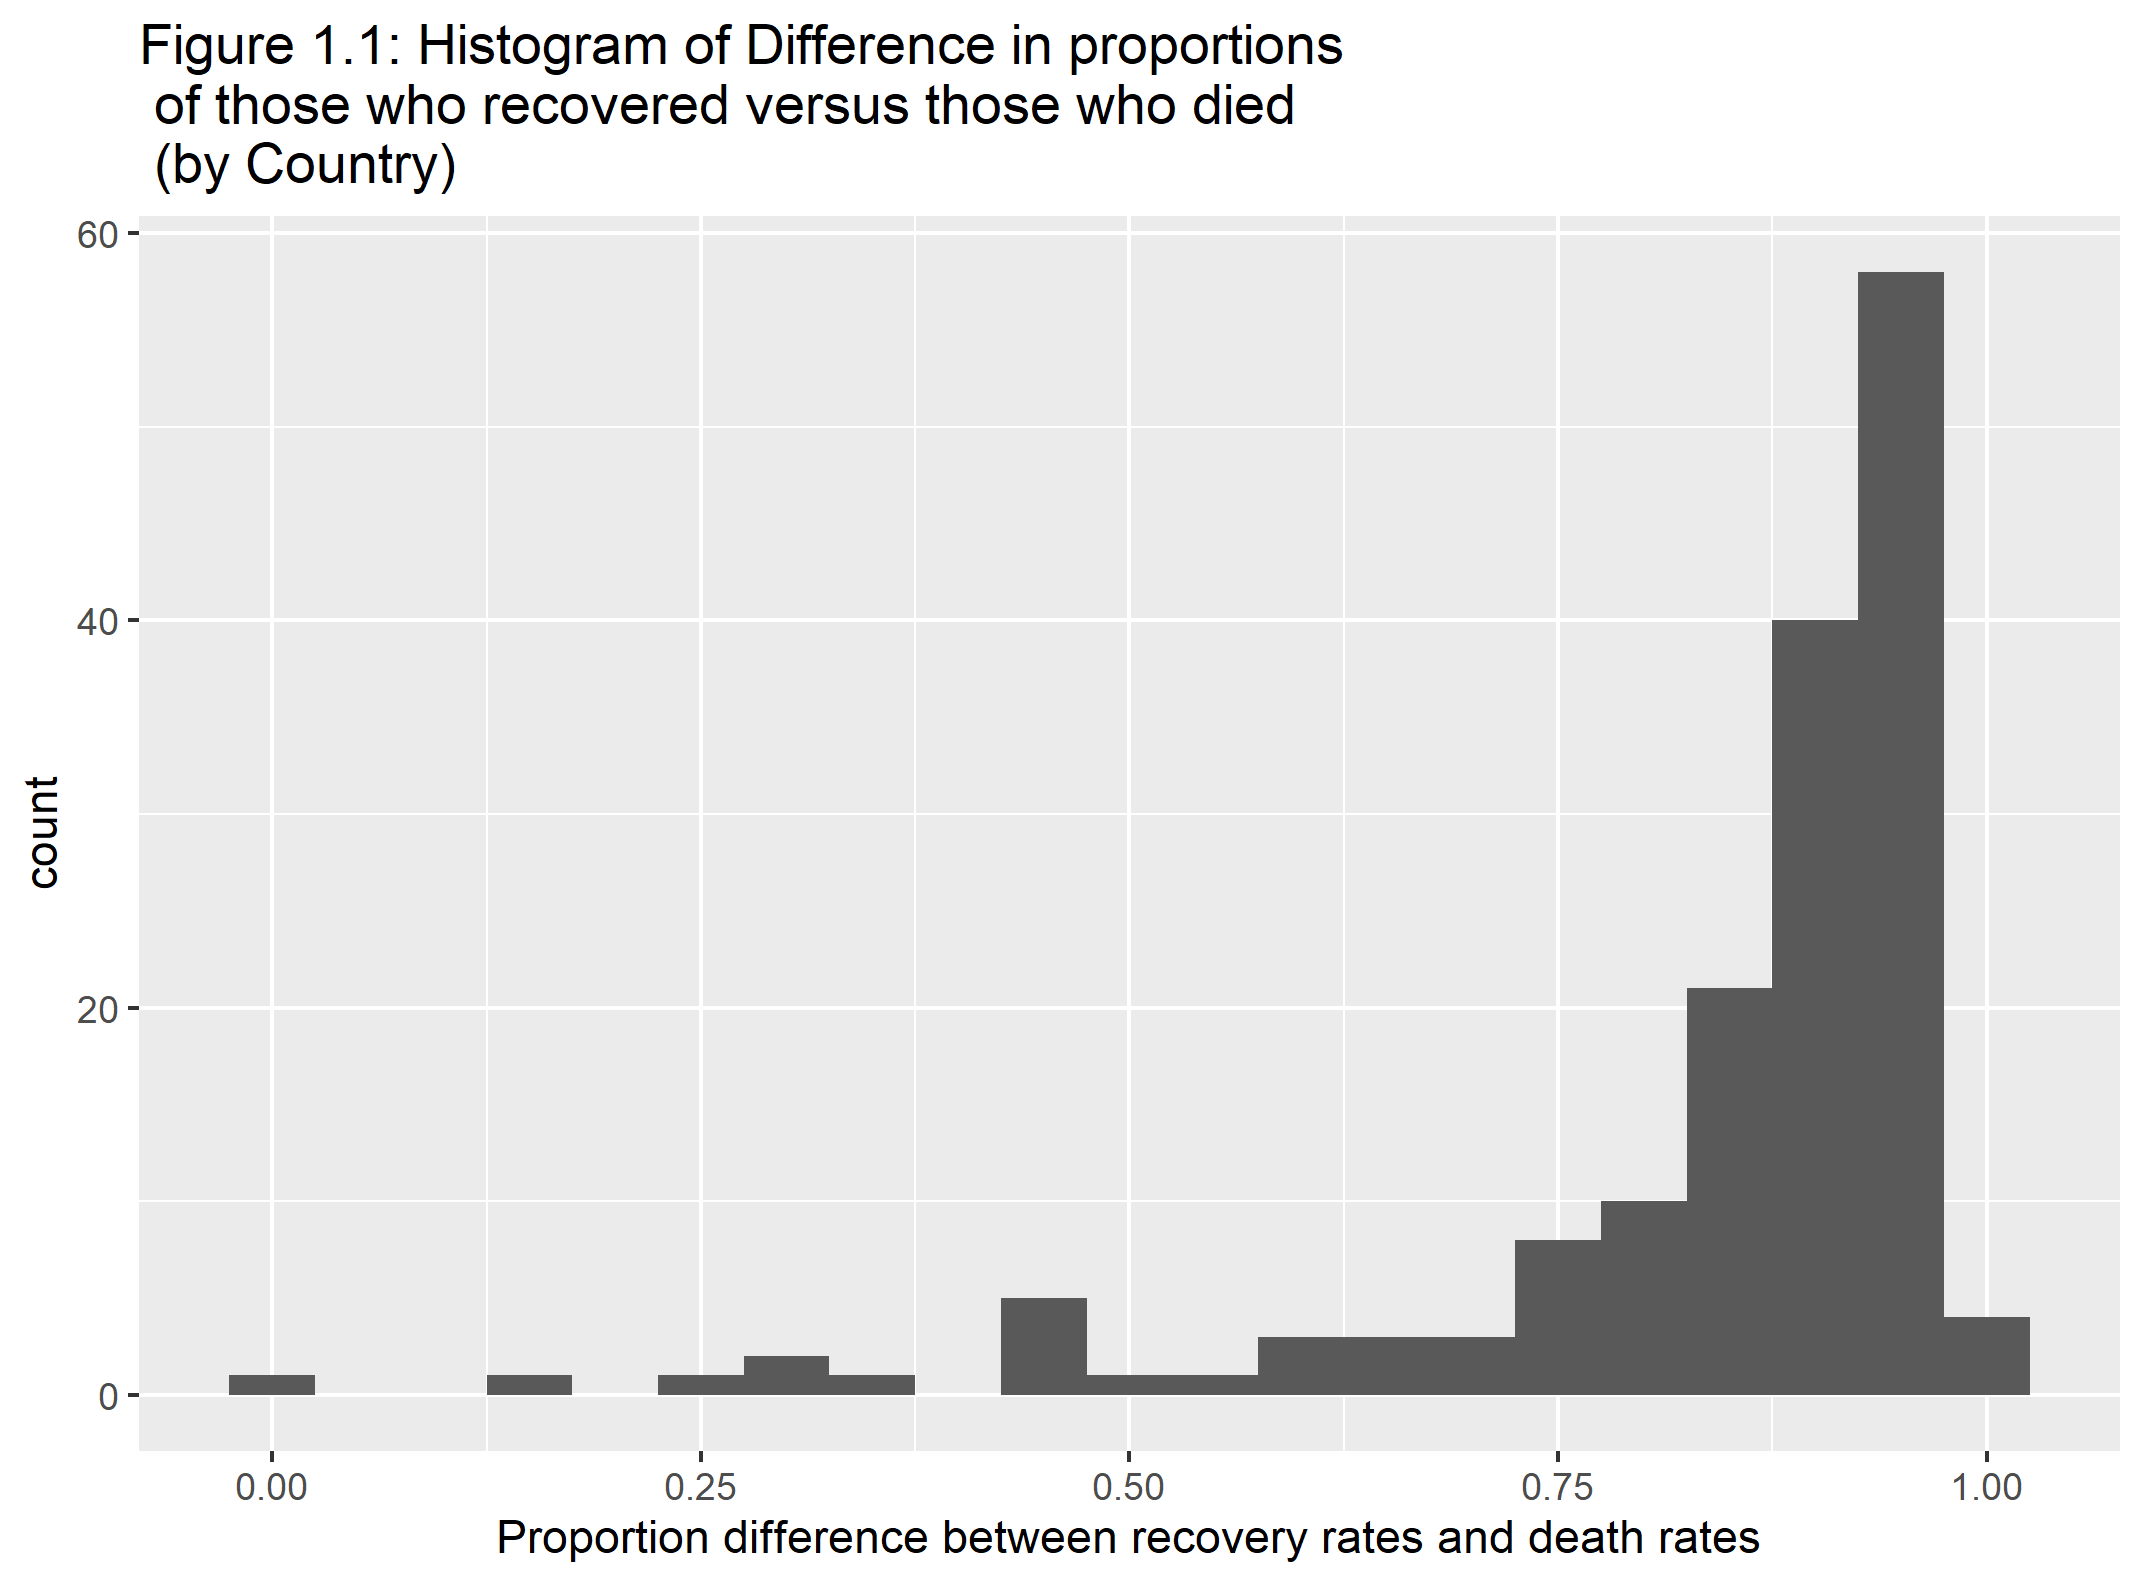 Figure 1.1: Histogram of Difference in proportions
of those who recovered versus those who died
(by Country)
60
40
20
0
count
0.00 0.25 0.50 0.75 1.00
Proportion difference between recovery rates and death rates